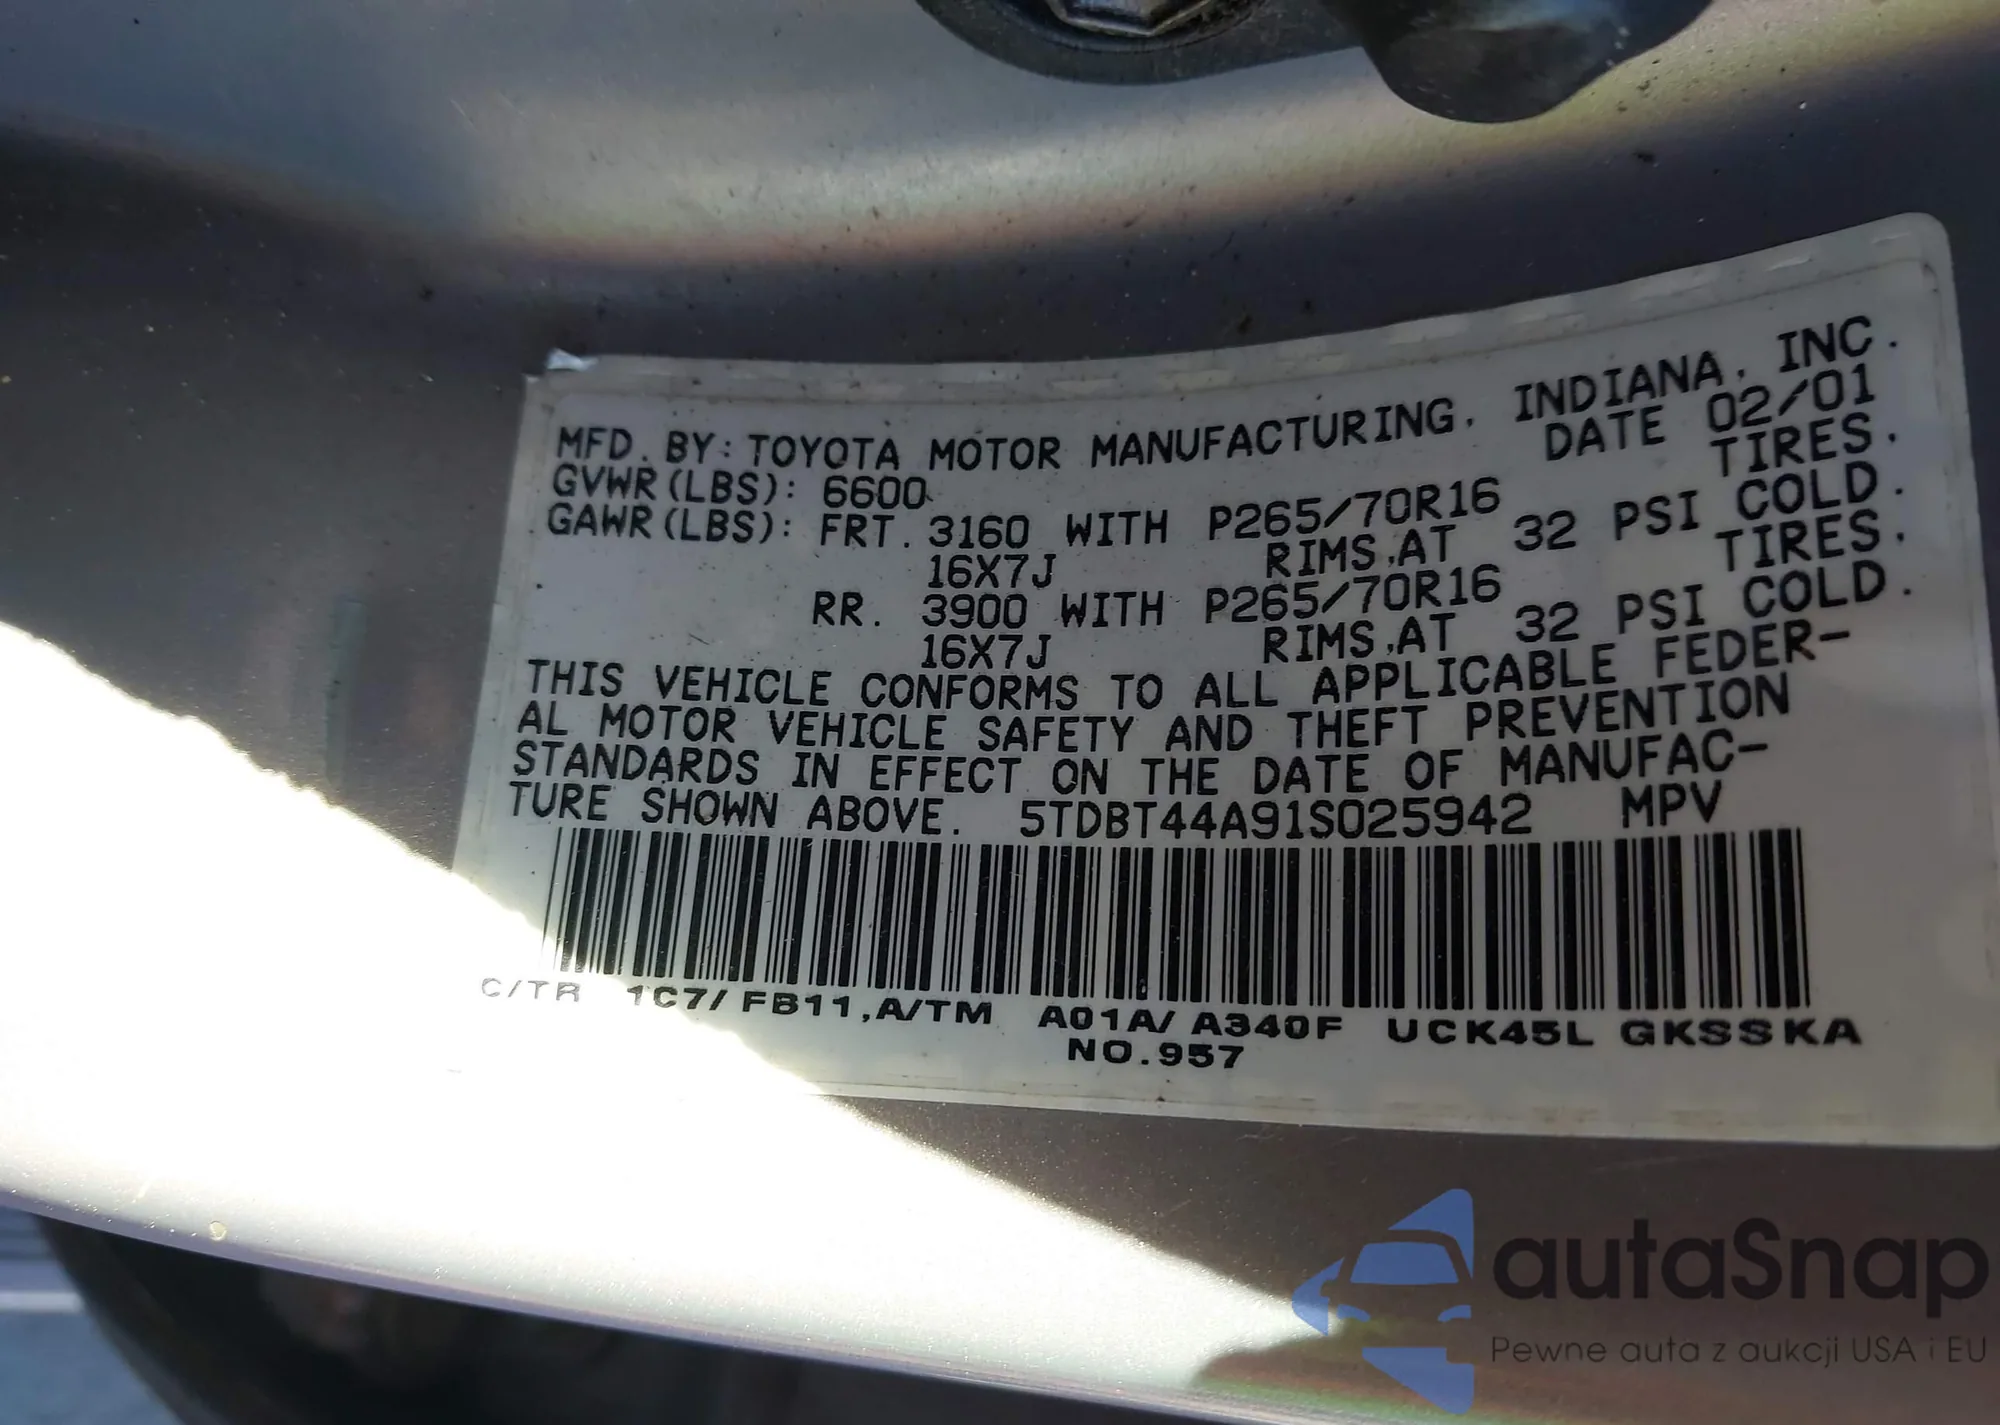 MFD. BY: TOYOTA MOTOR MANUFACTURING, INDIANA, INC.
GVWR(LBS): 6600 DATE 02/01
GAWR(LBS): FRT. 3160 WITH P265/70R16 TIRES.
16X7J RIMS,AT 32 PSI COLD.
RR. 3900 WITH P265/70R16 TIRES.
16X7J RIMS,AT 32 PSI COLD.
THIS VEHICLE CONFORMS TO ALL APPLICABLE FEDER-
AL MOTOR VEHICLE SAFETY AND THEFT PREVENTION
STANDARDS IN EFFECT ON THE DATE OF MANUFAC-
TURE SHOWN ABOVE. 5TDBT44A91S025942 MPV
C/TR 1C7/FB11,A/TM A01A/A340F UCK45L GKSSKA
NO.957
autaSnap
Pewne auta z aukcji USA i EU